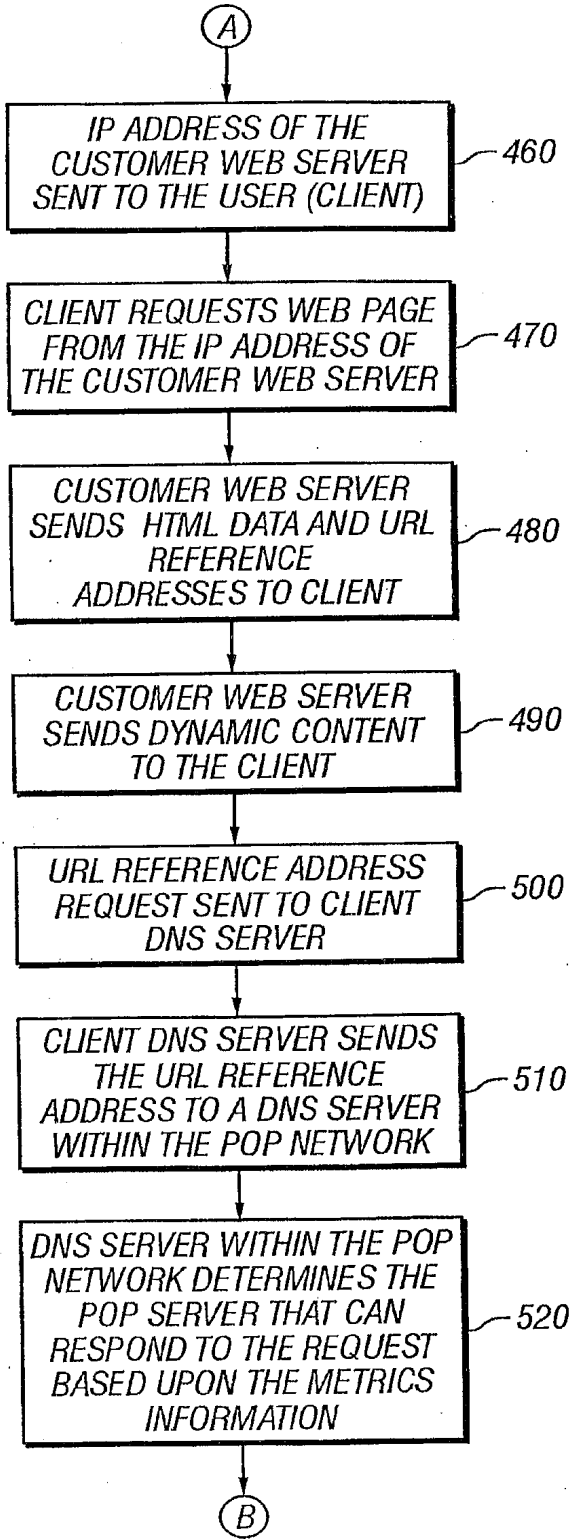 A
IP ADDRESS OF THE
CUSTOMER WEB SERVER
SENT TO THE USER (CLIENT)
460
CLIENT REQUESTS WEB PAGE
FROM THE IP ADDRESS OF
THE CUSTOMER WEB SERVER
470
CUSTOMER WEB SERVER
SENDS HTML DATA AND URL
REFERENCE
ADDRESSES TO CLIENT
480
CUSTOMER WEB SERVER
SENDS DYNAMIC CONTENT
TO THE CLIENT
490
URL REFERENCE ADDRESS
REQUEST SENT TO CLIENT
DNS SERVER
500
CLIENT DNS SERVER SENDS
THE URL REFERENCE
ADDRESS TO A DNS SERVER
WITHIN THE POP NETWORK
510
DNS SERVER WITHIN THE POP
NETWORK DETERMINES THE
POP SERVER THAT CAN
RESPOND TO THE REQUEST
BASED UPON THE METRICS
INFORMATION
520
B